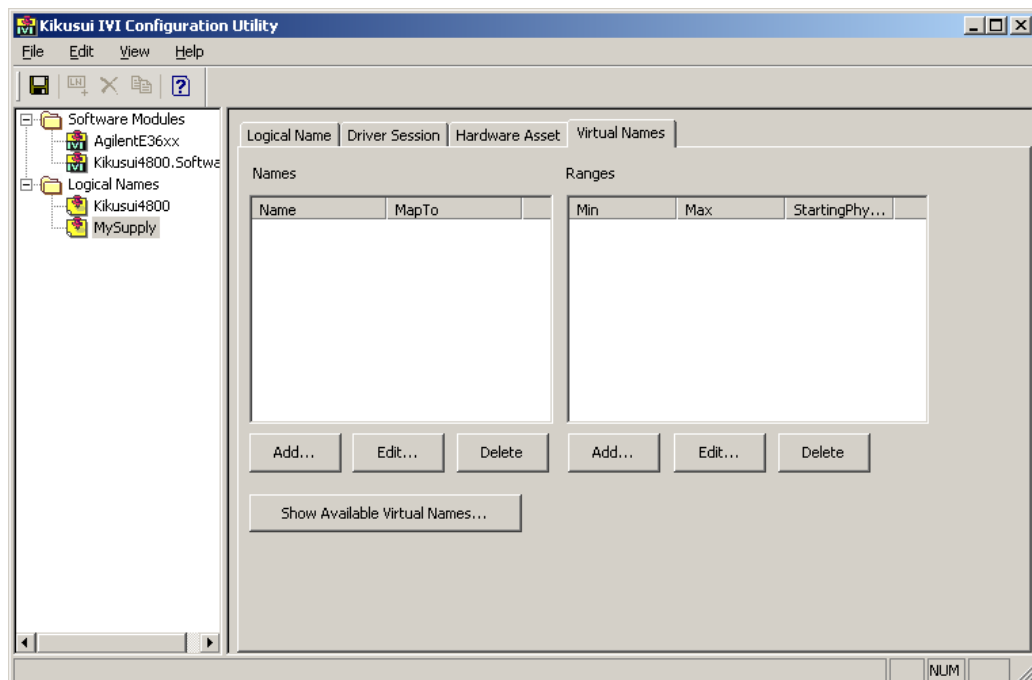 Kikusui IVI Configuration Utility
File Edit View Help
Software Modules
AgilentE36xx
Kikusui4800.Softwa
Logical Names
Kikusui4800
MySupply
Logical Name Driver Session Hardware Asset Virtual Names
Names Ranges
Name MapTo Min Max StartingPhy...
Add... Edit... Delete Add... Edit... Delete
Show Available Virtual Names...
NUM